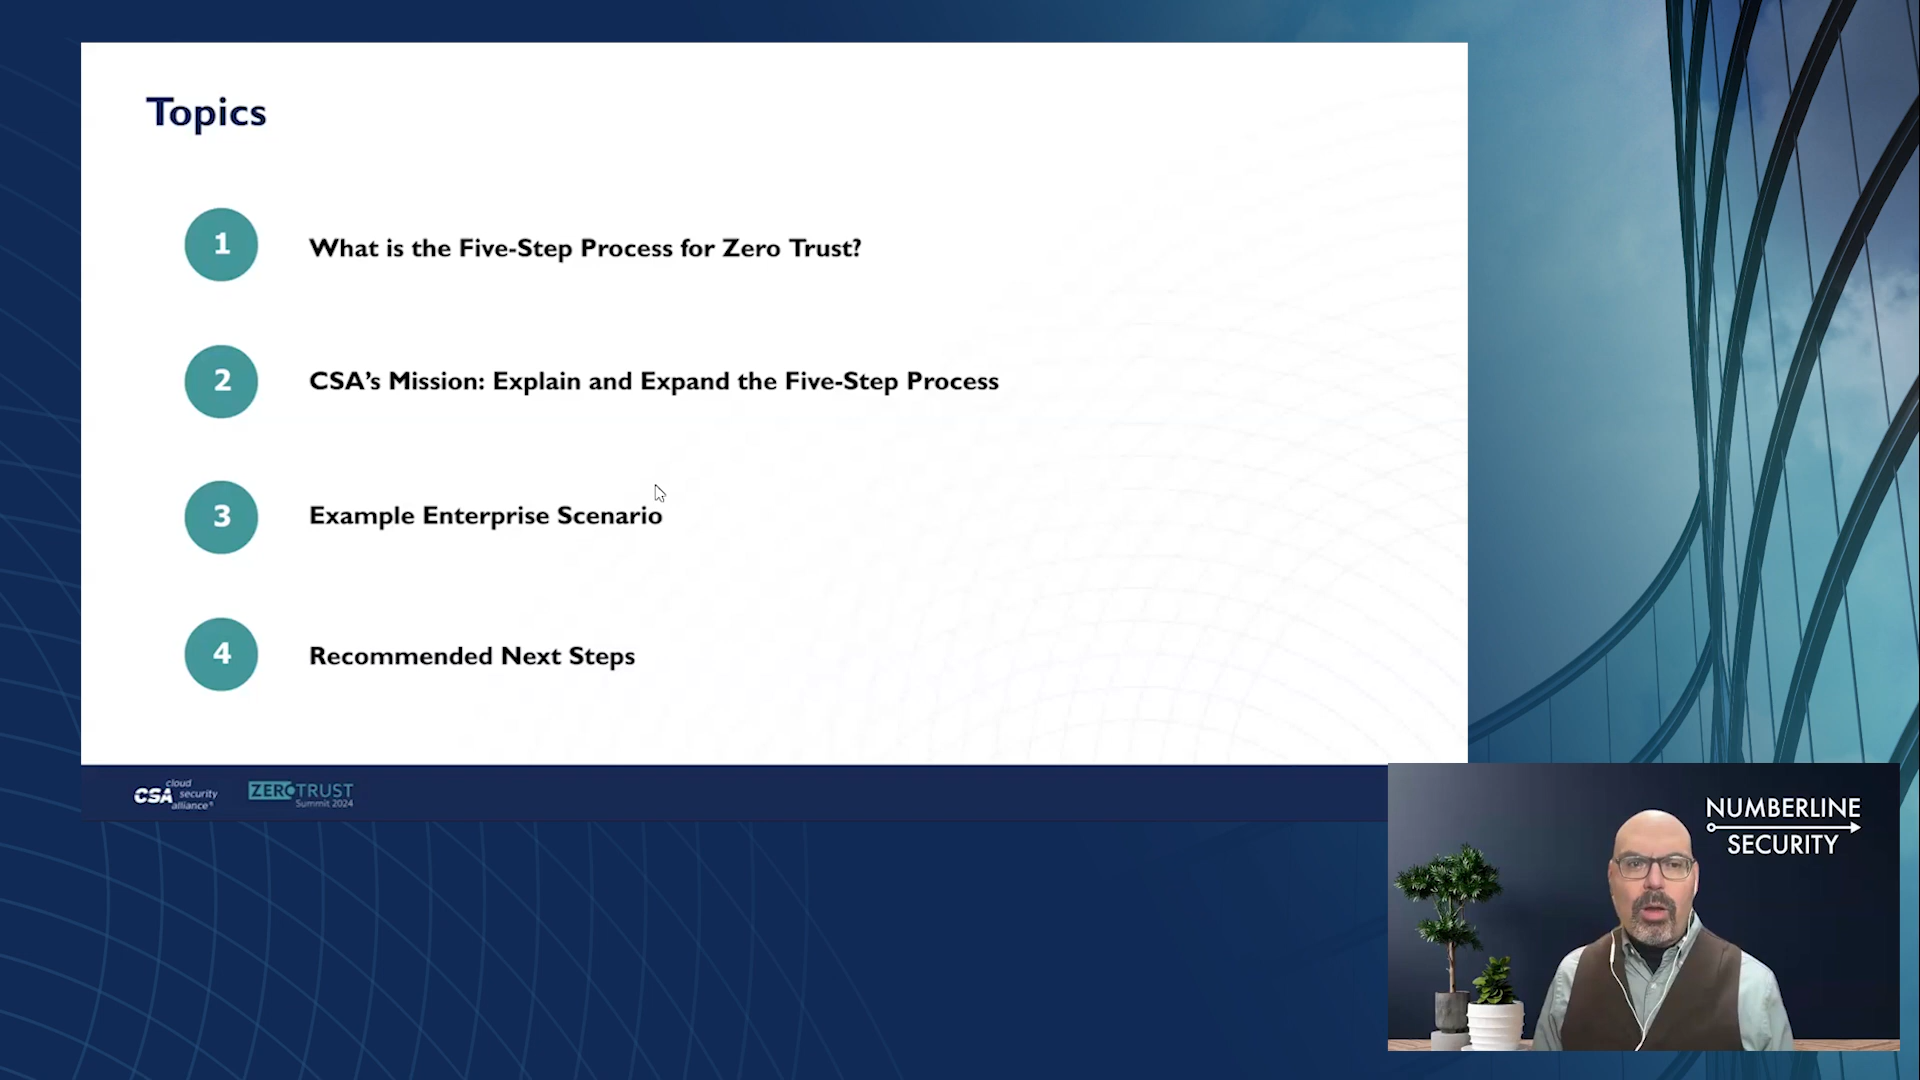 Topics
1
What is the Five-Step Process for Zero Trust?
2
CSA’s Mission: Explain and Expand the Five-Step Process
3
Example Enterprise Scenario
4
Recommended Next Steps
CSA cloud security alliance®
ZEROTRUST
Summit 2024
NUMBERLINE
SECURITY